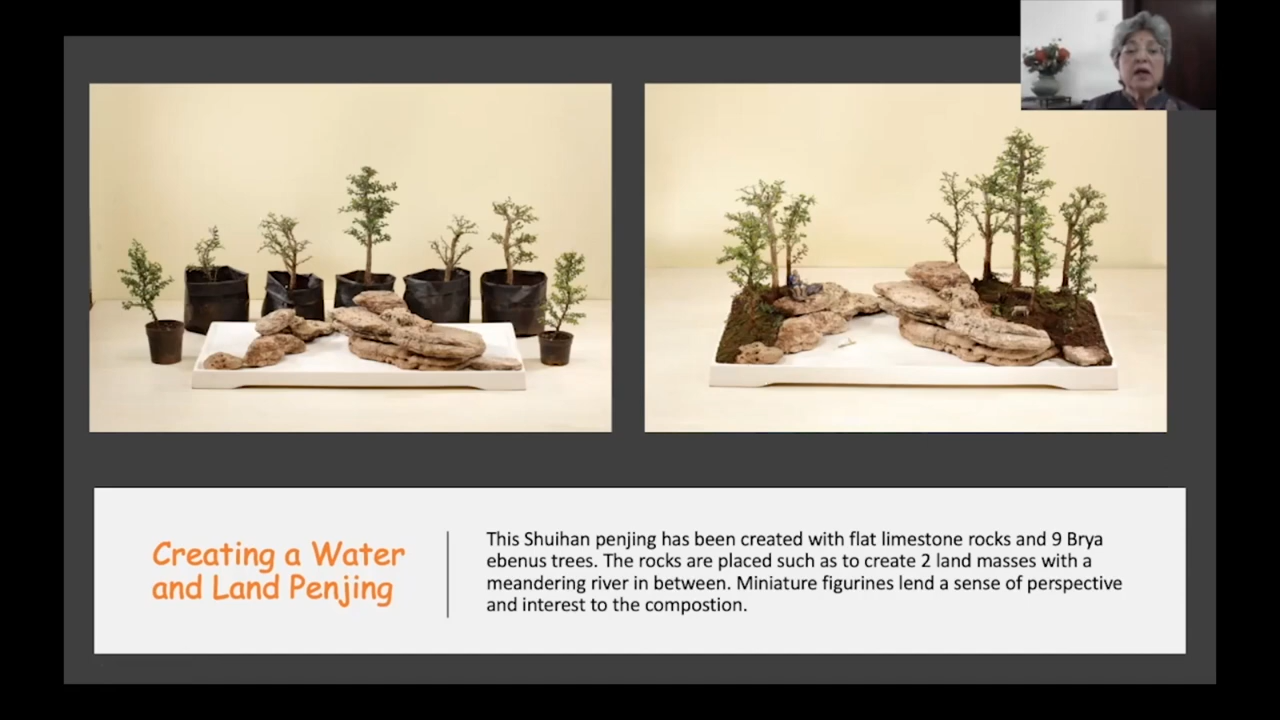 Creating a Water
and Land Penjing
This Shuihan penjing has been created with flat limestone rocks and 9 Brya
ebenus trees. The rocks are placed such as to create 2 land masses with a
meandering river in between. Miniature figurines lend a sense of perspective
and interest to the compostion.